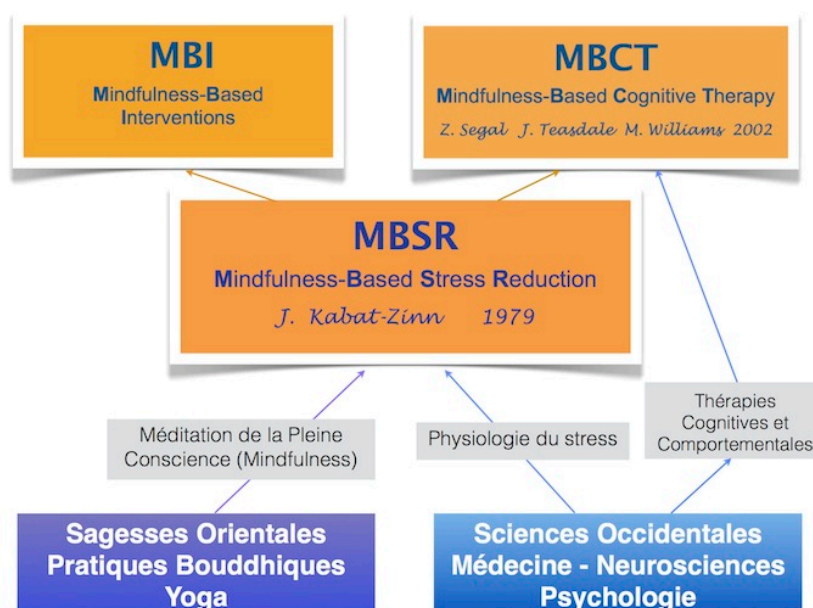 MBI
Mindfulness-Based
Interventions
MBCT
Mindfulness-Based Cognitive Therapy
Z. Segal J. Teasdale M. Williams 2002
MBSR
Mindfulness-Based Stress Reduction
J. Kabat-Zinn 1979
Méditation de la Pleine
Conscience (Mindfulness)
Physiologie du stress
Thérapies
Cognitives et
Comportementales
Sagesses Orientales
Pratiques Bouddhiques
Yoga
Sciences Occidentales
Médecine - Neurosciences
Psychologie